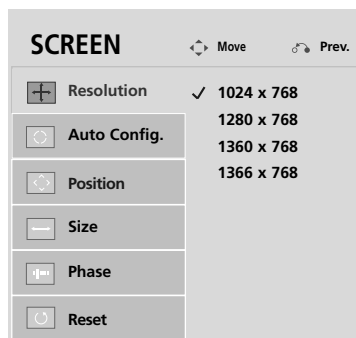 SCREEN Move Prev.
Resolution
Auto Config.
Position
Size
Phase
Reset
1024 x 768
1280 x 768
1360 x 768
1366 x 768